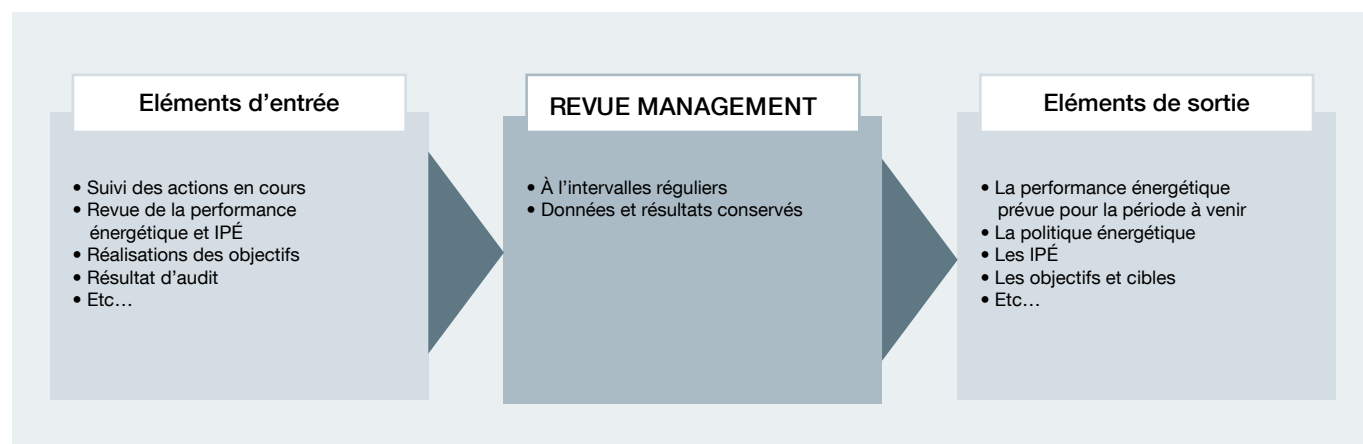 Eléments d’entrée
• Suivi des actions en cours
• Revue de la performance
énergétique et IPÉ
• Réalisations des objectifs
• Résultat d’audit
• Etc…
REVUE MANAGEMENT
• À l’intervalles réguliers
• Données et résultats conservés
Eléments de sortie
• La performance énergétique
prévue pour la période à venir
• La politique énergétique
• Les IPÉ
• Les objectifs et cibles
• Etc…